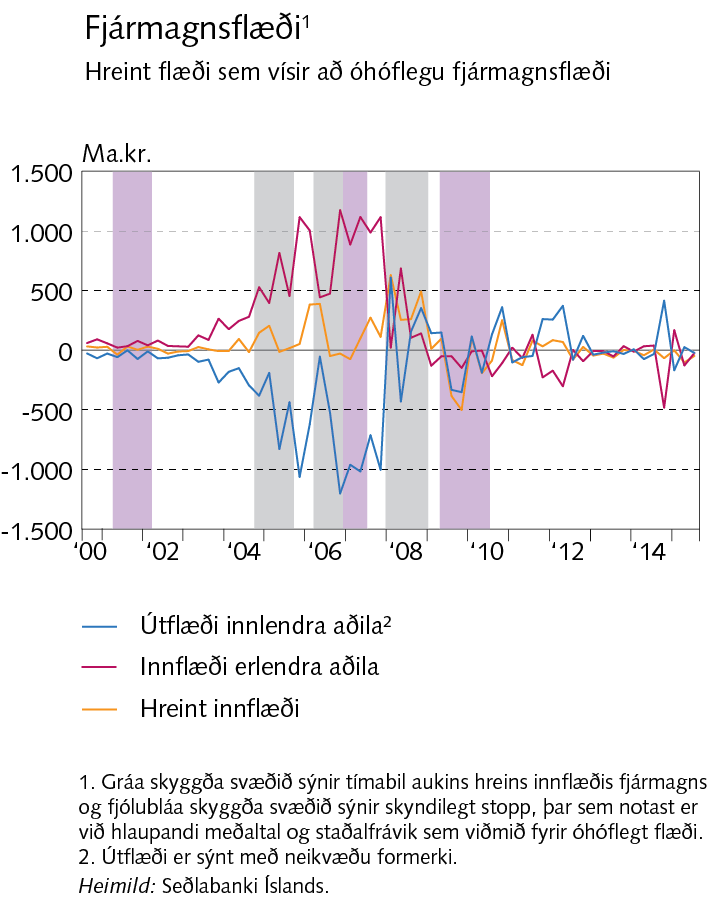 Fjármagnsflæði¹
Hreint flæði sem vísir að óhóflegu fjármagnsflæði
Ma.kr.
1.500
1.000
500
0
-500
-1.000
-1.500
‘00 ‘02 ‘04 ‘06 ‘08 ‘10 ‘12 ‘14
Útflæði innlendra aðila²
Innflæði erlendra aðila
Hreint innflæði
1. Gráa skyggða svæðið sýnir tímabil aukins hreins innflæðis fjármagns
og fjólubláa skyggða svæðið sýnir skyndilegt stopp, þar sem notast er
við hlaupandi meðaltal og staðalfrávik sem viðmið fyrir óhóflegt flæði.
2. Útflæði er sýnt með neikvæðu formerki.
Heimild: Seðlabanki Íslands.